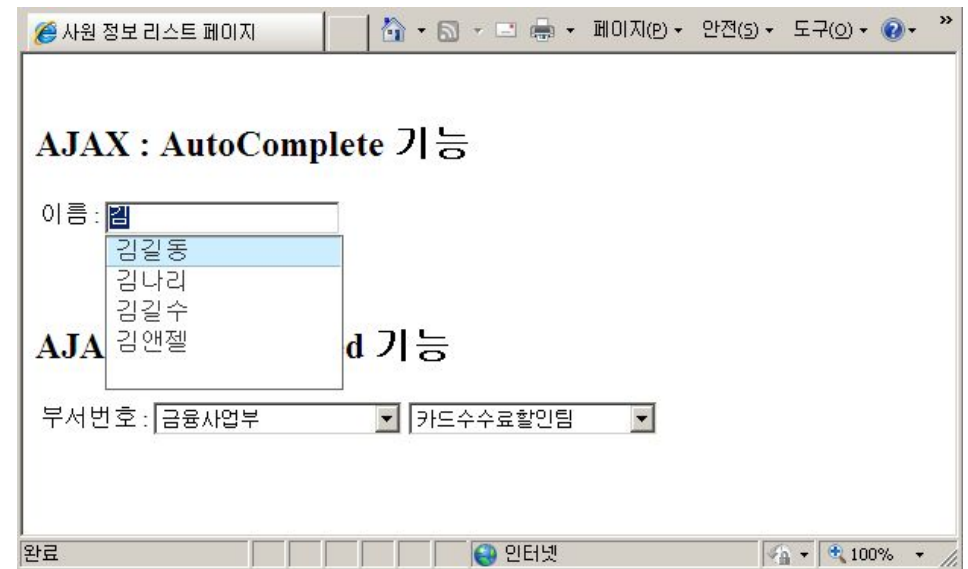 사원 정보 리스트 페이지 페이지(P) 안전(S) 도구(O) »
AJAX : AutoComplete 기능
이름 : 김
김길동
김나리
김길수
김앤젤
AJA d 기능
부서번호 : 금융사업부 카드수수료할인팀
완료 인터넷 100%